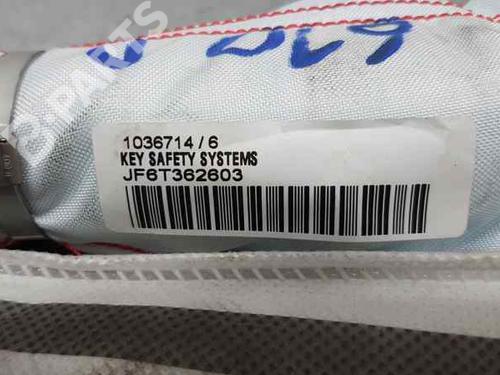 1036714 / 6
KEY SAFETY SYSTEMS
JF6T362603
B-PARTS